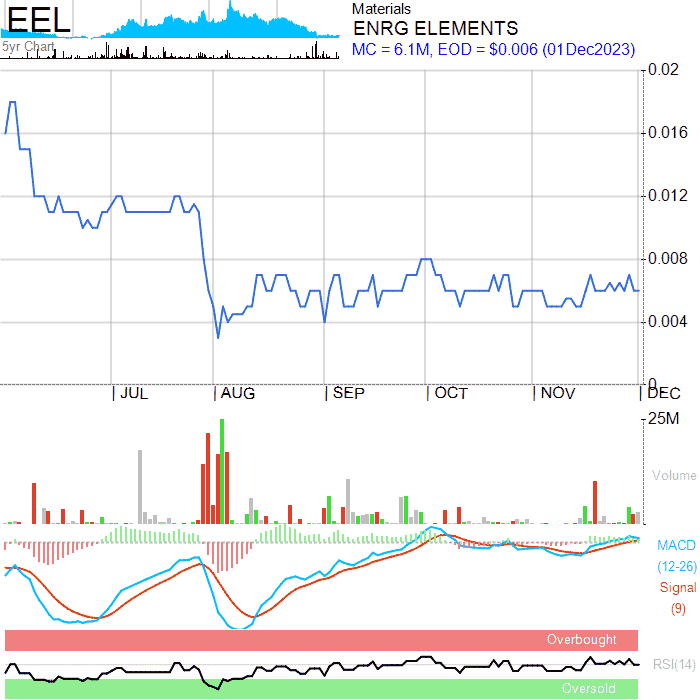 EEL
5yr Chart
Materials
ENRG ELEMENTS
MC = 6.1M, EOD = $0.006 (01Dec2023)
0.02
0.016
0.012
0.008
0.004
0
JUL
AUG
SEP
OCT
NOV
DEC
25M
Volume
MACD
(12-26)
Signal
(9)
Overbought
RSI(14)
Oversold